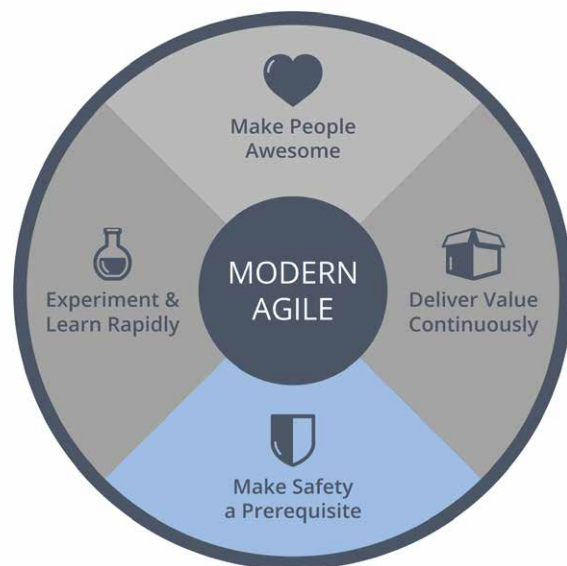 Make People
Awesome
Experiment &
Learn Rapidly
MODERN
AGILE
Deliver Value
Continuously
Make Safety
a Prerequisite